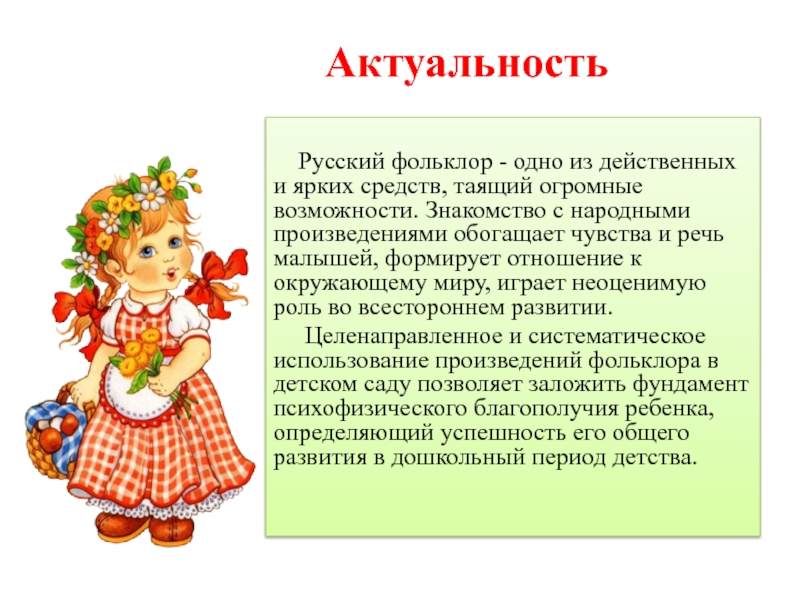 Актуальность
Русский фольклор - одно из действенных
и ярких средств, таящий огромные
возможности. Знакомство с народными
произведениями обогащает чувства и речь
малышей, формирует отношение к
окружающему миру, играет неоценимую
роль во всестороннем развитии.
Целенаправленное и систематическое
использование произведений фольклора в
детском саду позволяет заложить фундамент
психофизического благополучия ребенка,
определяющий успешность его общего
развития в дошкольный период детства.